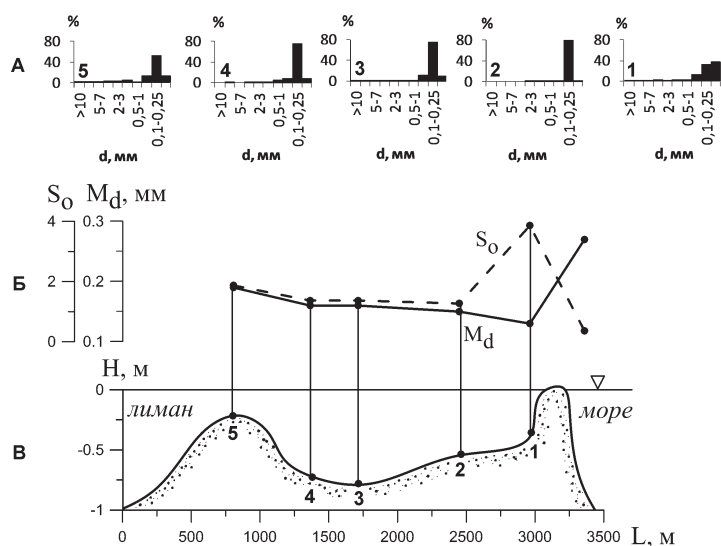 % % % % %
А
80 80 80 80 80
40 40 40 40 40
0 0 0 0 0
5 4 3 2 1
>10 5-7 2-3 0,5-1 0,1-0,25
>10 5-7 2-3 0,5-1 0,1-0,25
>10 5-7 2-3 0,5-1 0,1-0,25
>10 5-7 2-3 0,5-1 0,1-0,25
>10 5-7 2-3 0,5-1 0,1-0,25
d, мм d, мм d, мм d, мм d, мм
So Md, мм
4 0.3
Б 2 0.2
0 0.1
So
Md
H, м
0
лиман море
В -0.5
-1
5 4 3 2 1
0 500 750 1000 1250 1500 2000 2500 3000 3500 L, м